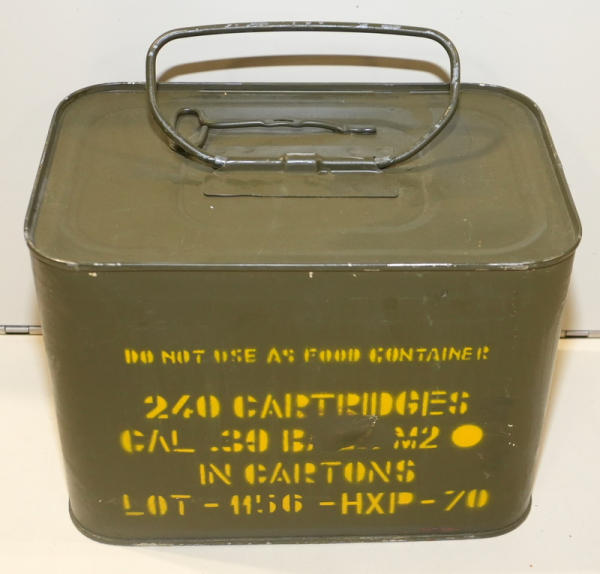 DO NOT USE AS FOOD CONTAINER
240 CARTRIDGES
CAL .30 M2
IN CARTONS
LOT - 1156 - HXP - 70